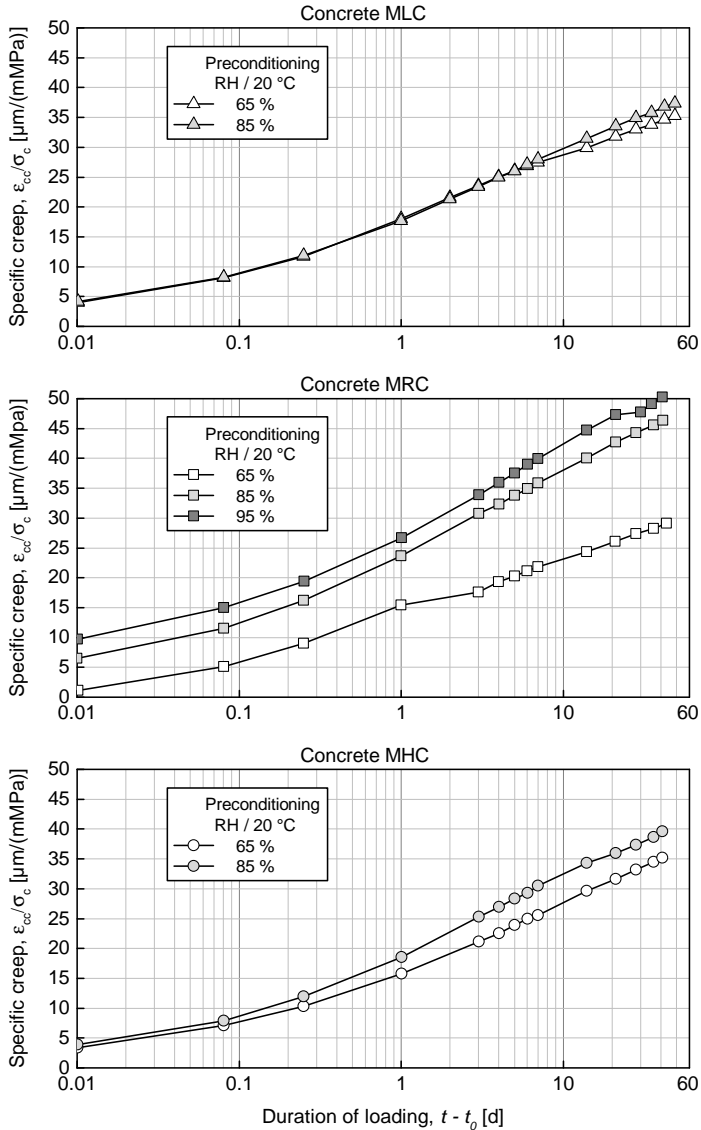 Concrete MLC
Specific creep, εcc/σc [µm/(mMPa)]
50
45
40
35
30
25
20
15
10
5
0
Preconditioning
RH / 20 °C
65 %
85 %
0.01 0.1 1 10 60
Concrete MRC
Specific creep, εcc/σc [µm/(mMpa)]
50
45
40
35
30
25
20
15
10
5
0
Preconditioning
RH / 20 °C
65 %
85 %
95 %
0.01 0.1 1 10 60
Concrete MHC
Specific creep, εcc/σc [µm/(mMPa)]
50
45
40
35
30
25
20
15
10
5
0
Preconditioning
RH / 20 °C
65 %
85 %
0.01 0.1 1 10 60
Duration of loading, t - t0 [d]